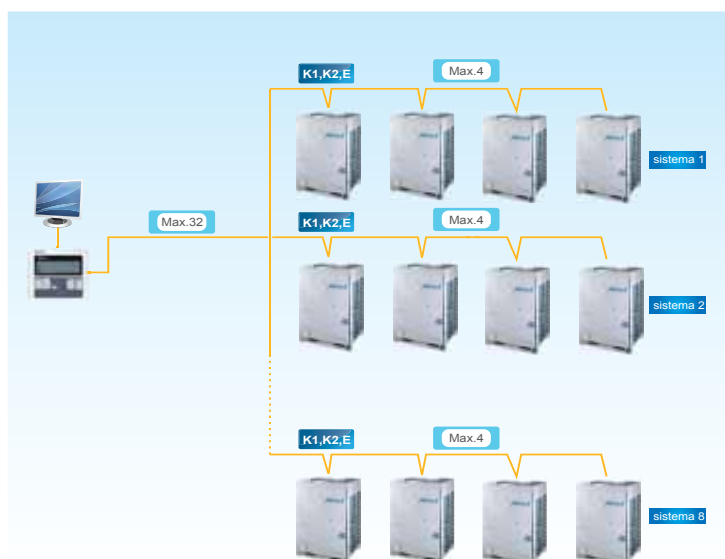 K1,K2,E
Max.4
sistema 1
Max.32
K1,K2,E
Max.4
sistema 2
K1,K2,E
Max.4
sistema 8